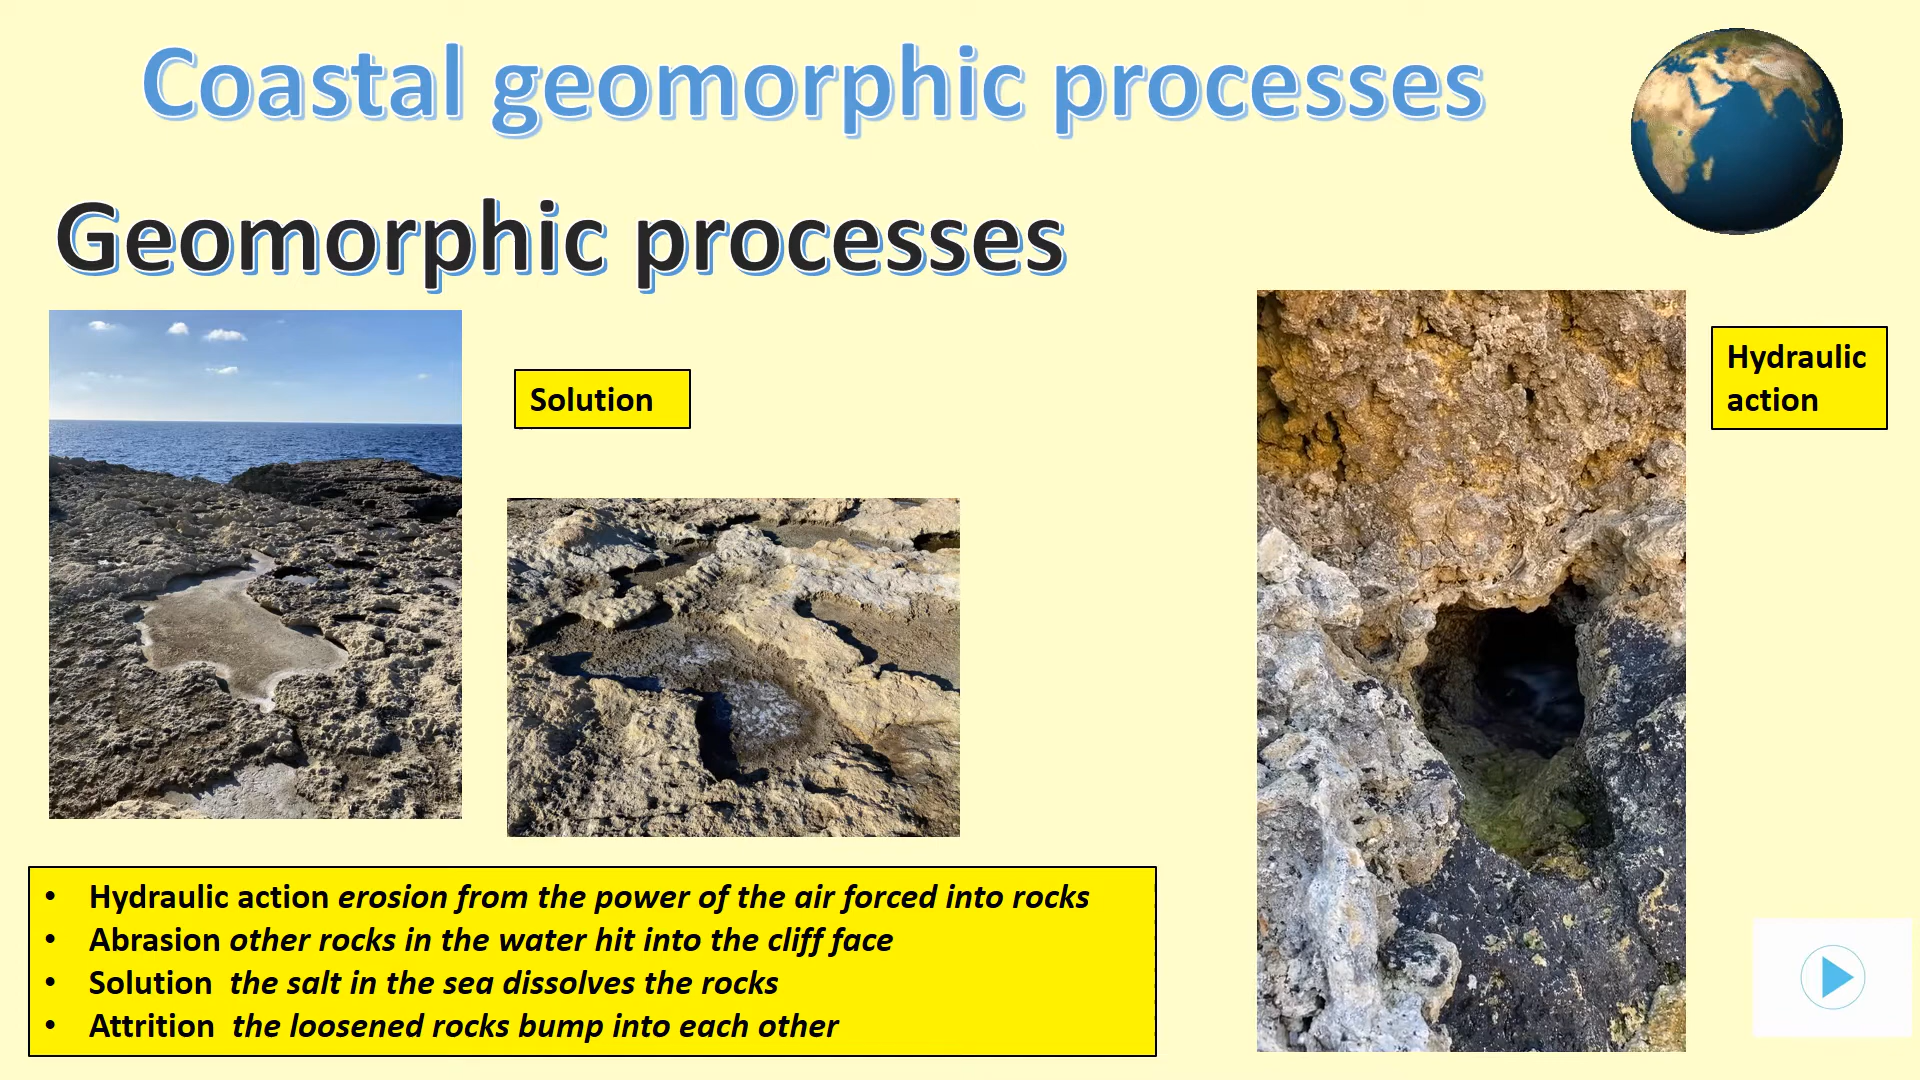 Coastal geomorphic processes
Geomorphic processes
Solution
Hydraulic
action
• Hydraulic action erosion from the power of the air forced into rocks
• Abrasion other rocks in the water hit into the cliff face
• Solution the salt in the sea dissolves the rocks
• Attrition the loosened rocks bump into each other